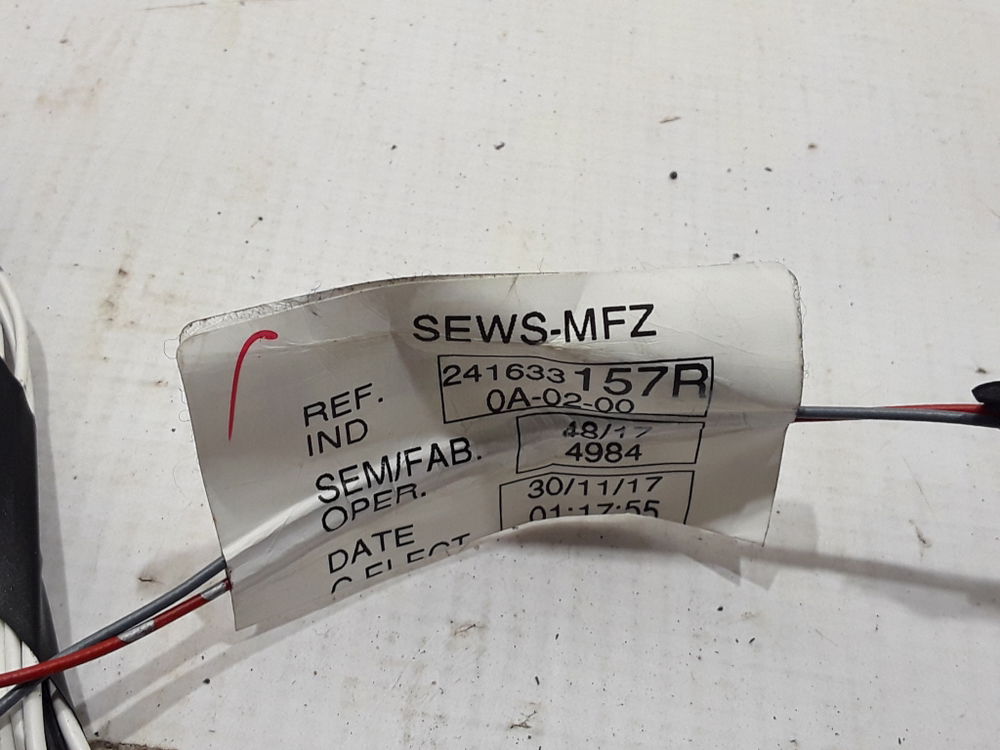 SEWS-MFZ
REF. 241633157R
IND 0A-02-00
SEM/FAB. 48/17
OPER. 4984
DATE 30/11/17
C.ELECT 01:17:55